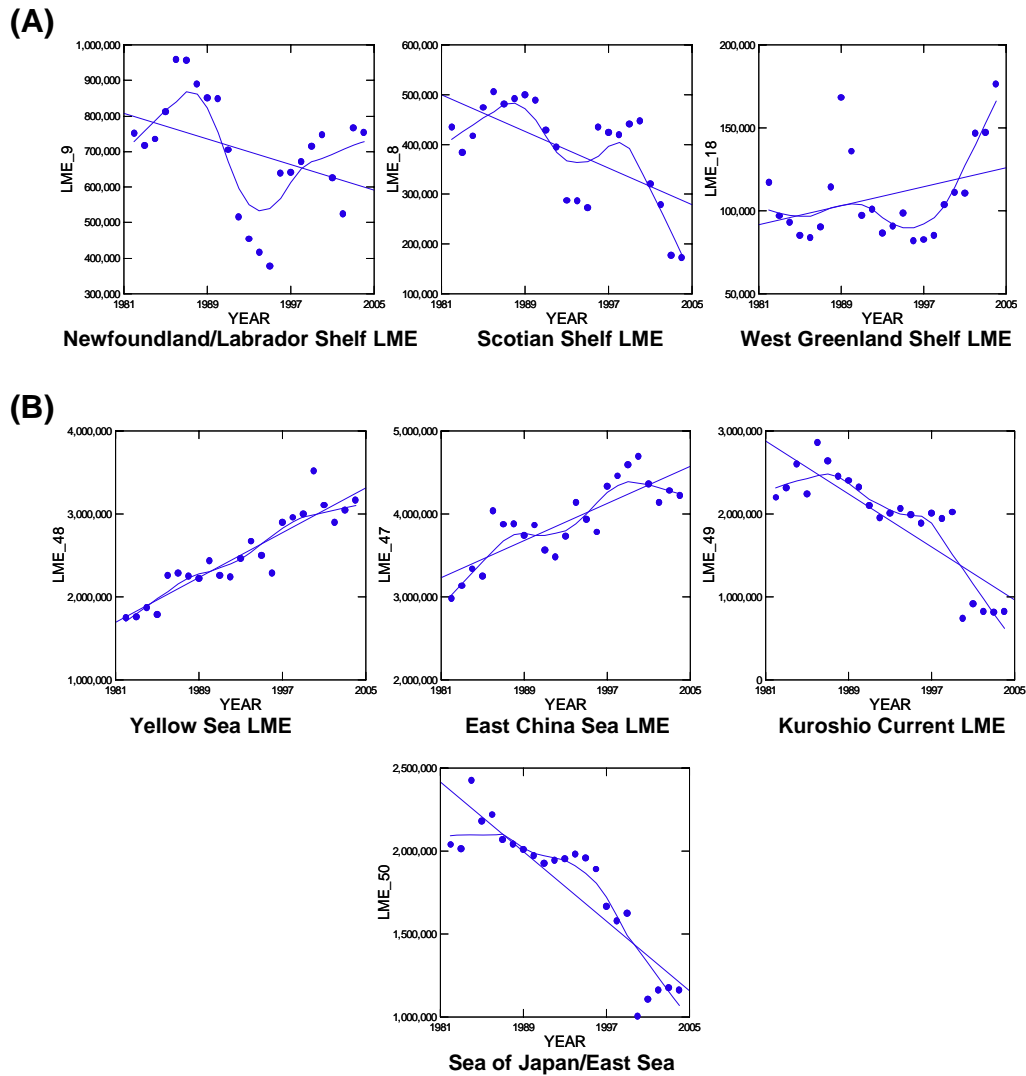 (A)
1,000,000
900,000
800,000
700,000
600,000
500,000
400,000
300,000
LME_9
1981 1989 1997 2005
YEAR
Newfoundland/Labrador Shelf LME
600,000
500,000
400,000
300,000
200,000
100,000
LME_8
1981 1989 1997 2005
YEAR
Scotian Shelf LME
200,000
150,000
100,000
50,000
LME_18
1981 1989 1997 2005
YEAR
West Greenland Shelf LME
(B)
4,000,000
3,000,000
2,000,000
1,000,000
LME_48
1981 1989 1997 2005
YEAR
Yellow Sea LME
5,000,000
4,000,000
3,000,000
2,000,000
LME_47
1981 1989 1997 2005
YEAR
East China Sea LME
3,000,000
2,000,000
1,000,000
0
LME_49
1981 1989 1997 2005
YEAR
Kuroshio Current LME
2,500,000
2,000,000
1,500,000
1,000,000
LME_50
1981 1989 1997 2005
YEAR
Sea of Japan/East Sea